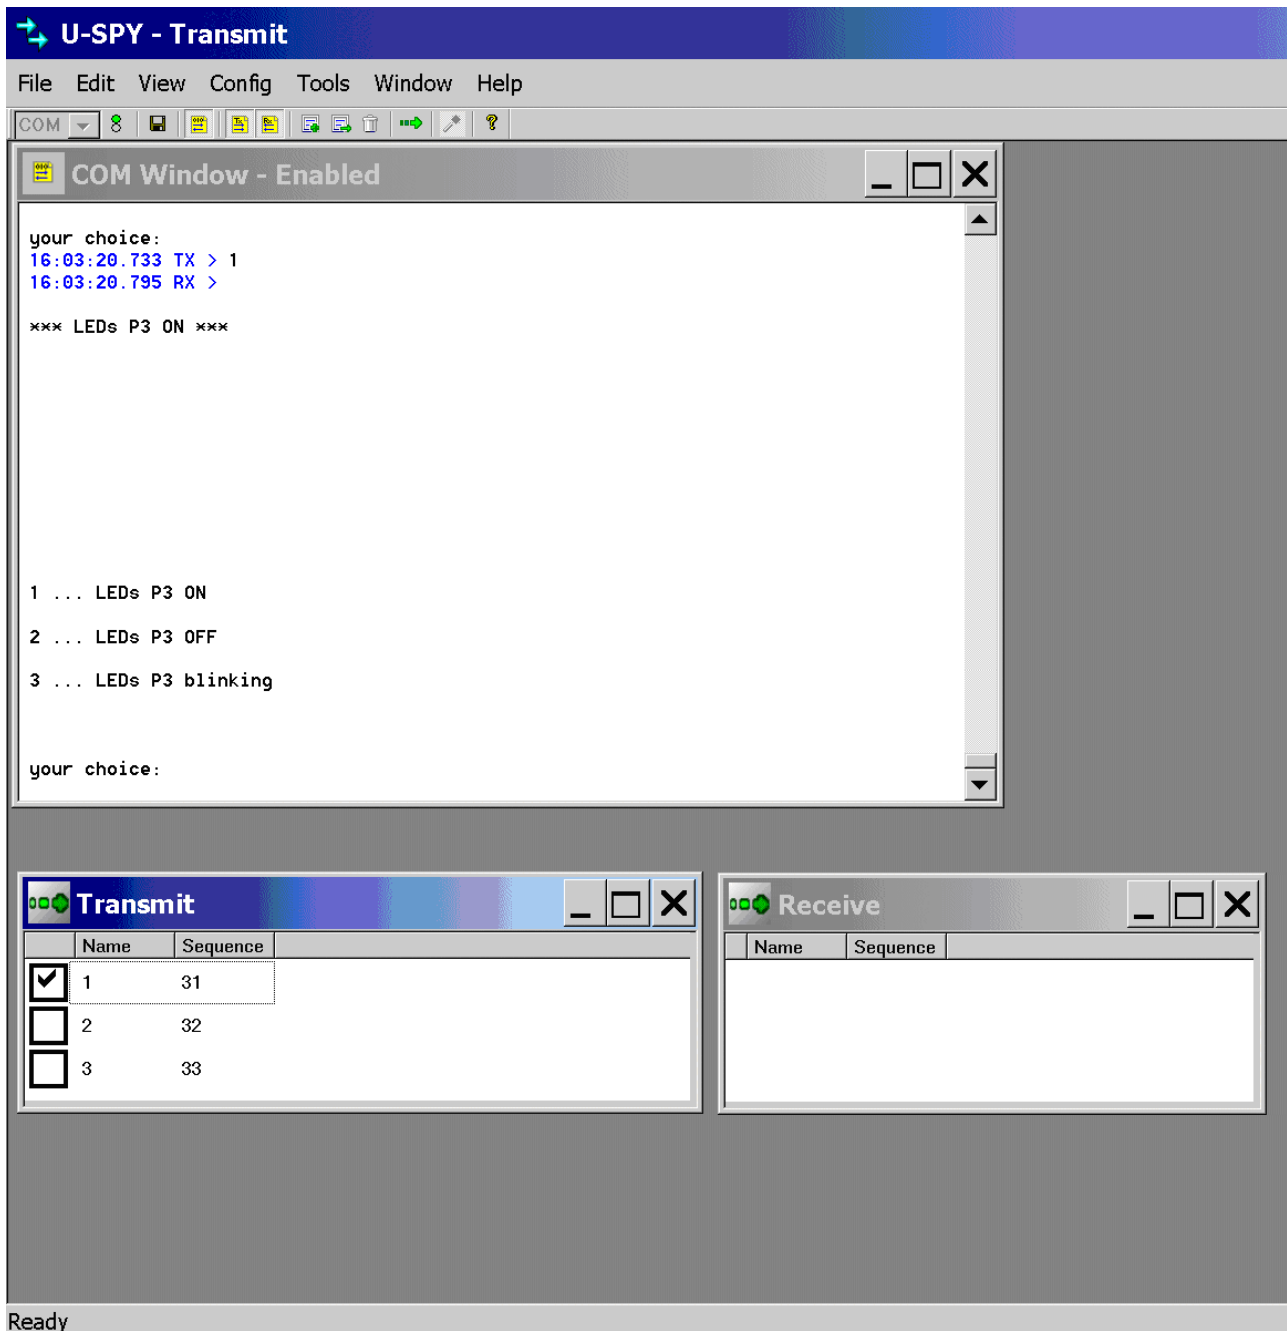 U-SPY - Transmit
File Edit View Config Tools Window Help
COM
COM Window - Enabled
your choice:
16:03:20.733 TX > 1
16:03:20.795 RX >
*** LEDs P3 ON ***
1 ... LEDs P3 ON
2 ... LEDs P3 OFF
3 ... LEDs P3 blinking
your choice:
Transmit
Name Sequence
1 31
2 32
3 33
Receive
Name Sequence
Ready